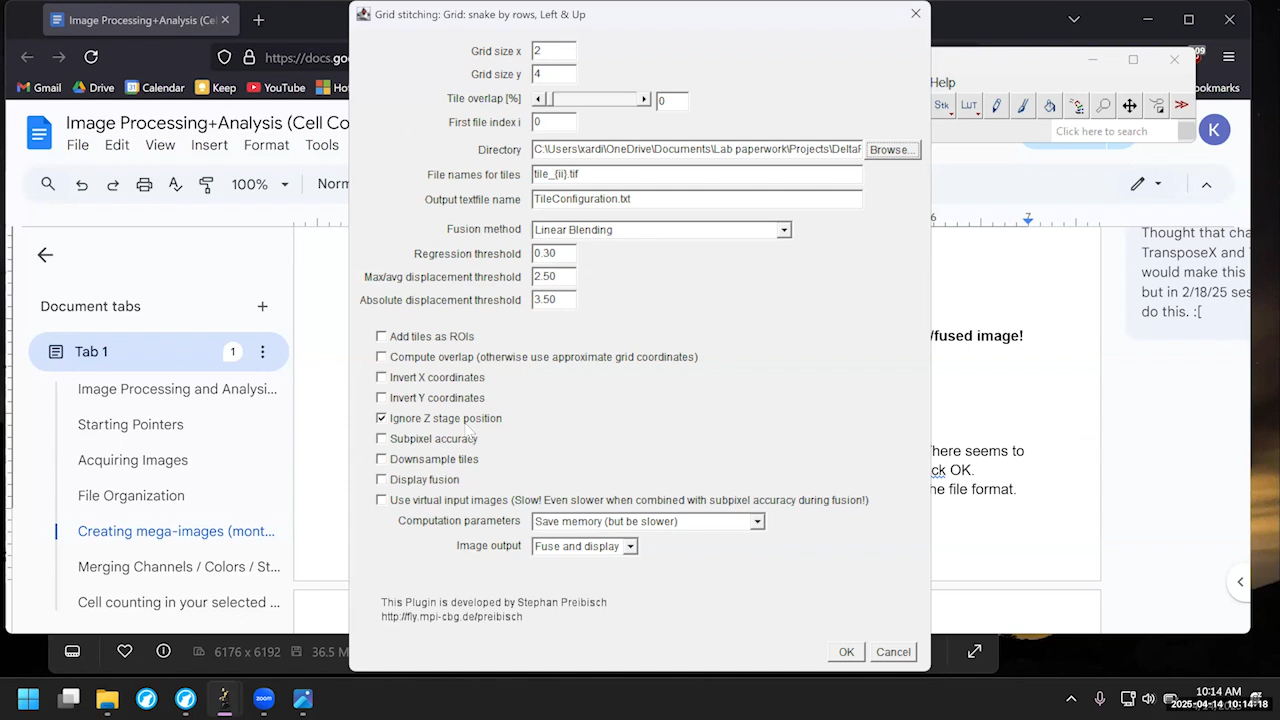 Image Processing+Analysis (Cel
Grid stitching: Grid: snake by rows, Left & Up
https://docs.go
Gmail
Drive
Calendar
Keep
YouTube
Hot
ookmarks
Image Processing+Analysis (Cell Co
File
Edit
View
Insert
Format
Tools
100%
Norm
Help
Stk
LUT
Click here to search
K
Grid size x
2
Grid size y
4
Tile overlap [%]
0
First file index i
0
Directory
C:\Users\xardi\OneDrive\Documents\Lab paperwork\Projects\DeltaF
Browse...
File names for tiles
tile_{ii}.tif
Output textfile name
TileConfiguration.txt
Fusion method
Linear Blending
Regression threshold
0.30
Max/avg displacement threshold
2.50
Absolute displacement threshold
3.50
Add tiles as ROIs
Compute overlap (otherwise use approximate grid coordinates)
Invert X coordinates
Invert Y coordinates
Ignore Z stage position
Subpixel accuracy
Downsample tiles
Display fusion
Use virtual input images (Slow! Even slower when combined with subpixel accuracy during fusion!)
Computation parameters
Save memory (but be slower)
Image output
Fuse and display
This Plugin is developed by Stephan Preibisch
http://fly.mpi-cbg.de/preibisch
OK
Cancel
Document tabs
Tab 1
1
Image Processing and Analysi...
Starting Pointers
Acquiring Images
File Organization
Creating mega-images (mont...
Merging Channels / Colors / St...
Cell counting in your selected ...
6
7
Thought that cha
TransposeX and
would make this
but in 2/18/25 ses
do this. :[
/fused image!
here seems to
ck OK.
he file format.
6176 x 6192
36.5 M
zoom
10:14 AM
2025-04-14 10:14:18